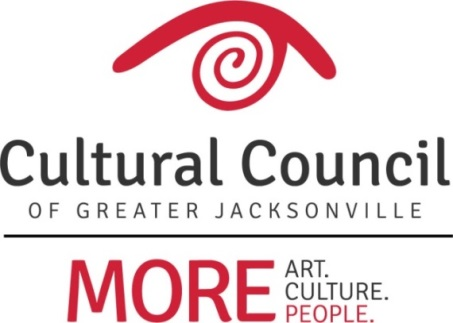 Cultural Council
OF GREATER JACKSONVILLE
MORE
ART.
CULTURE.
PEOPLE.